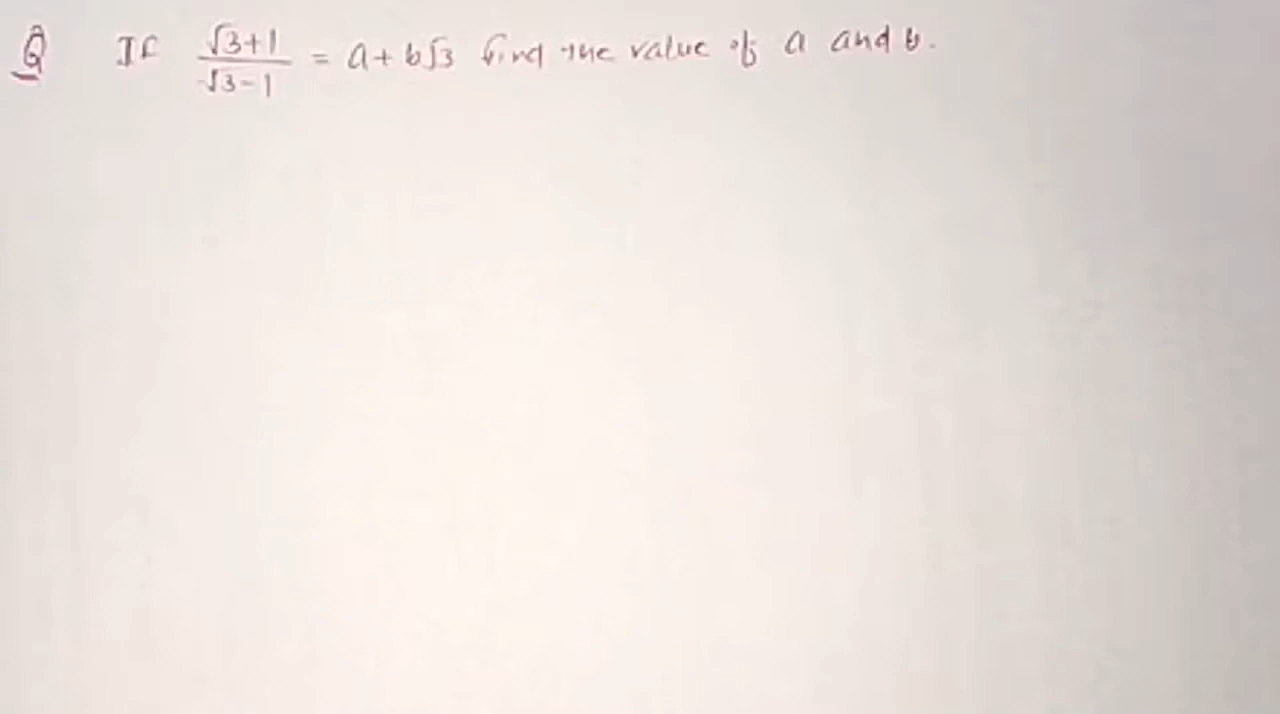 Q If √3+1/√3-1 = a + b√3 find the value of a and b.